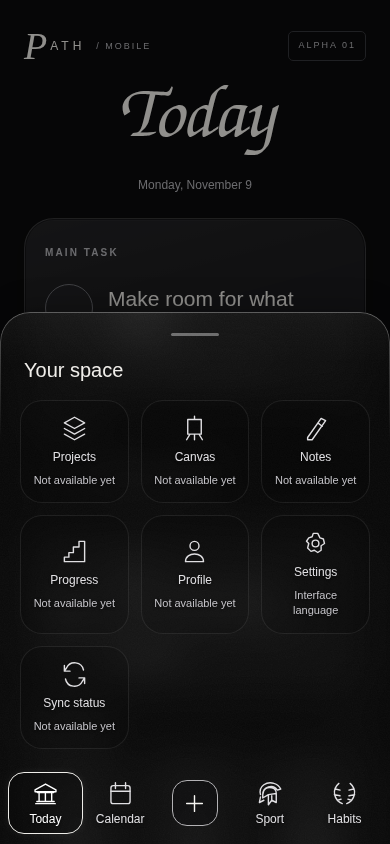 PATH / MOBILE
ALPHA 01
Today
Monday, November 9
MAIN TASK
Make room for what
Your space
Projects
Not available yet
Canvas
Not available yet
Notes
Not available yet
Progress
Not available yet
Profile
Not available yet
Settings
Interface
language
Sync status
Not available yet
Today
Calendar
Sport
Habits